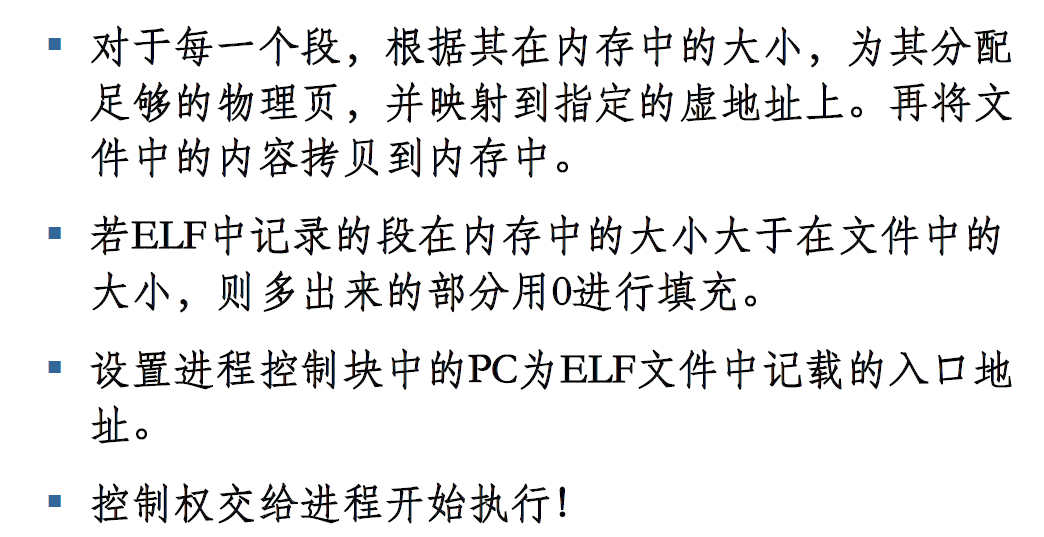 对于每一个段，根据其在内存中的大小，为其分配
足够的物理页，并映射到指定的虚地址上。再将文
件中的内容拷贝到内存中。
若ELF中记录的段在内存中的大小大于在文件中的
大小，则多出来的部分用0进行填充。
设置进程控制块中的PC为ELF文件中记载的入口地
址。
控制权交给进程开始执行！